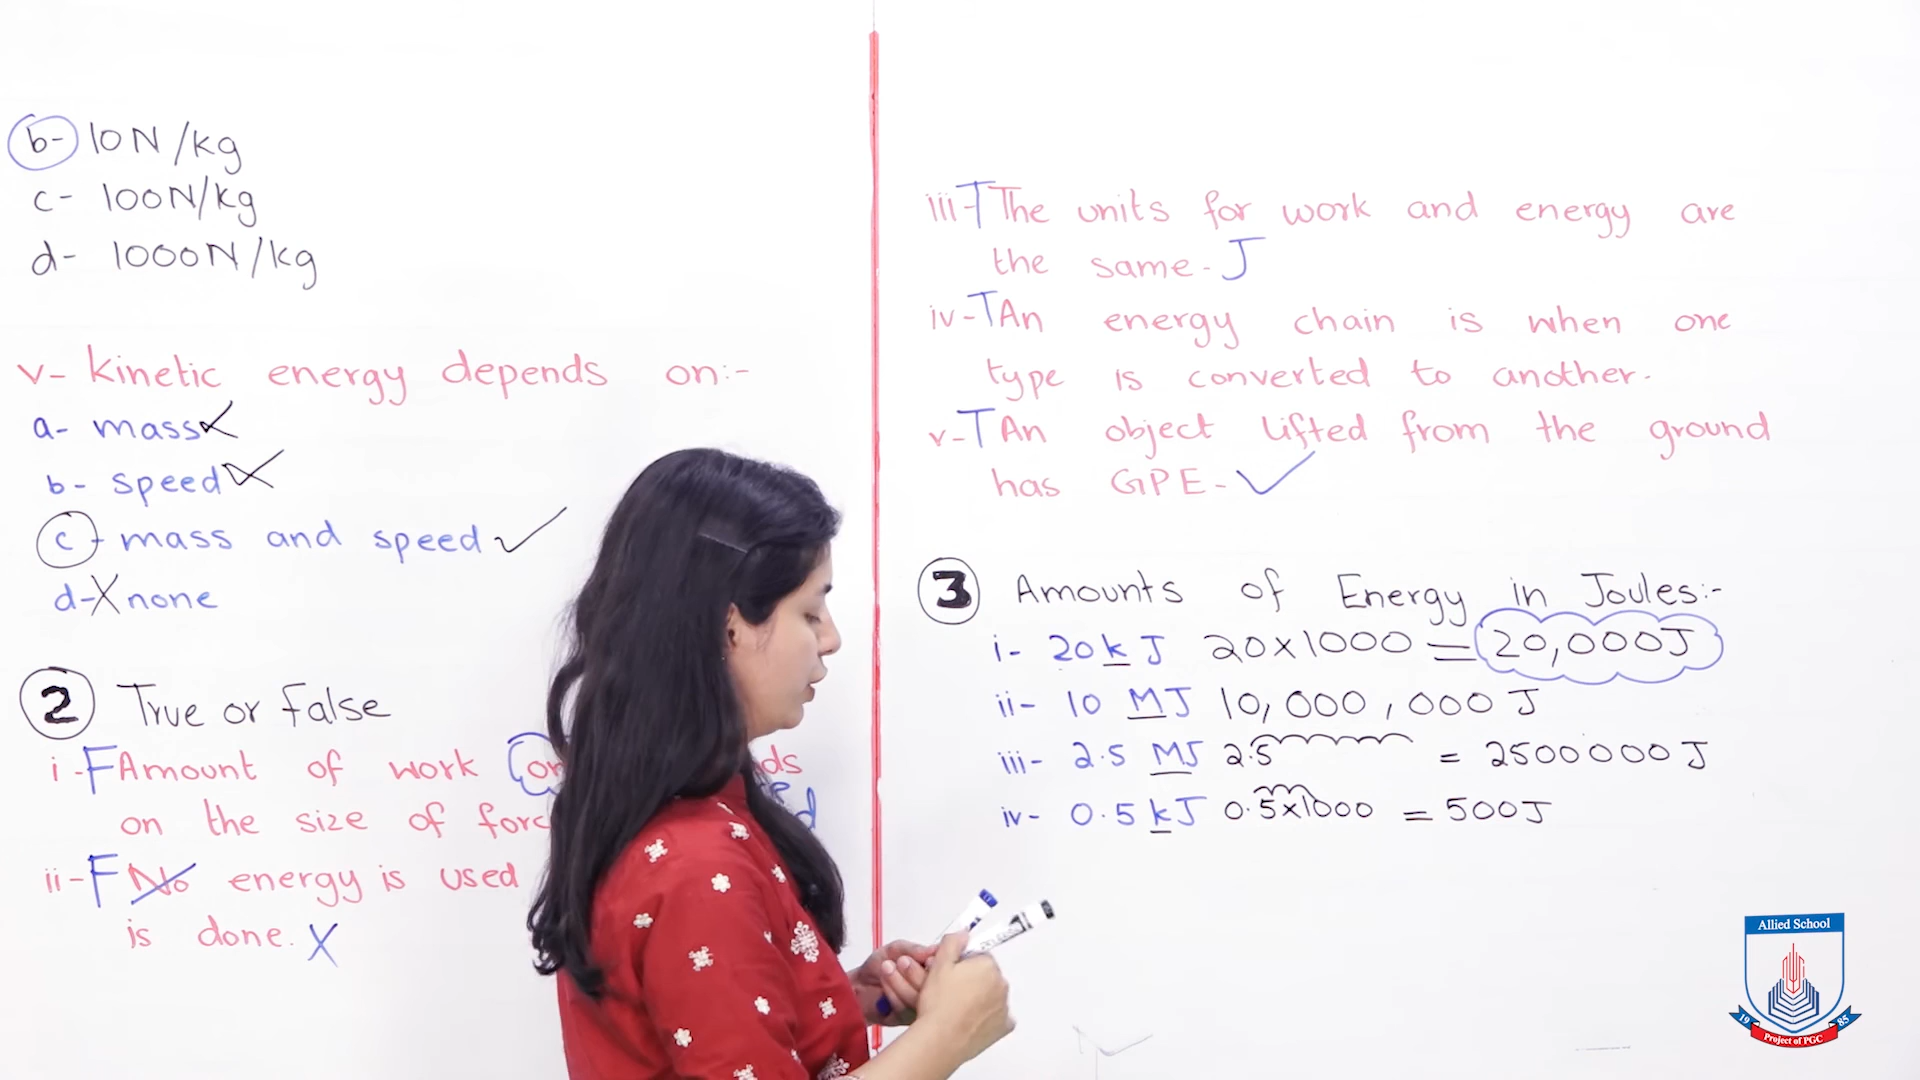 b- 10N/kg
c- 100N/kg
d- 1000N/kg
v- kinetic energy depends on:-
a- mass
b- speed
c- mass and speed ✓
d- X none
2 True or False
i- F Amount of work
on the size of
ii- F No energy is used
is done. X
iii- T The units for work and energy are
the same. J
iv- T An energy chain is when one
type is converted to another.
v- T An object lifted from the ground
has GPE. ✓
3 Amounts of Energy in Joules:-
i- 20 kJ 20x1000 = 20,000J
ii- 10 MJ 10,000,000 J
iii- 2.5 MJ 2.5 = 2500000 J
iv- 0.5 kJ 0.5x1000 = 500J
Allied School
19 85
Project of PGC